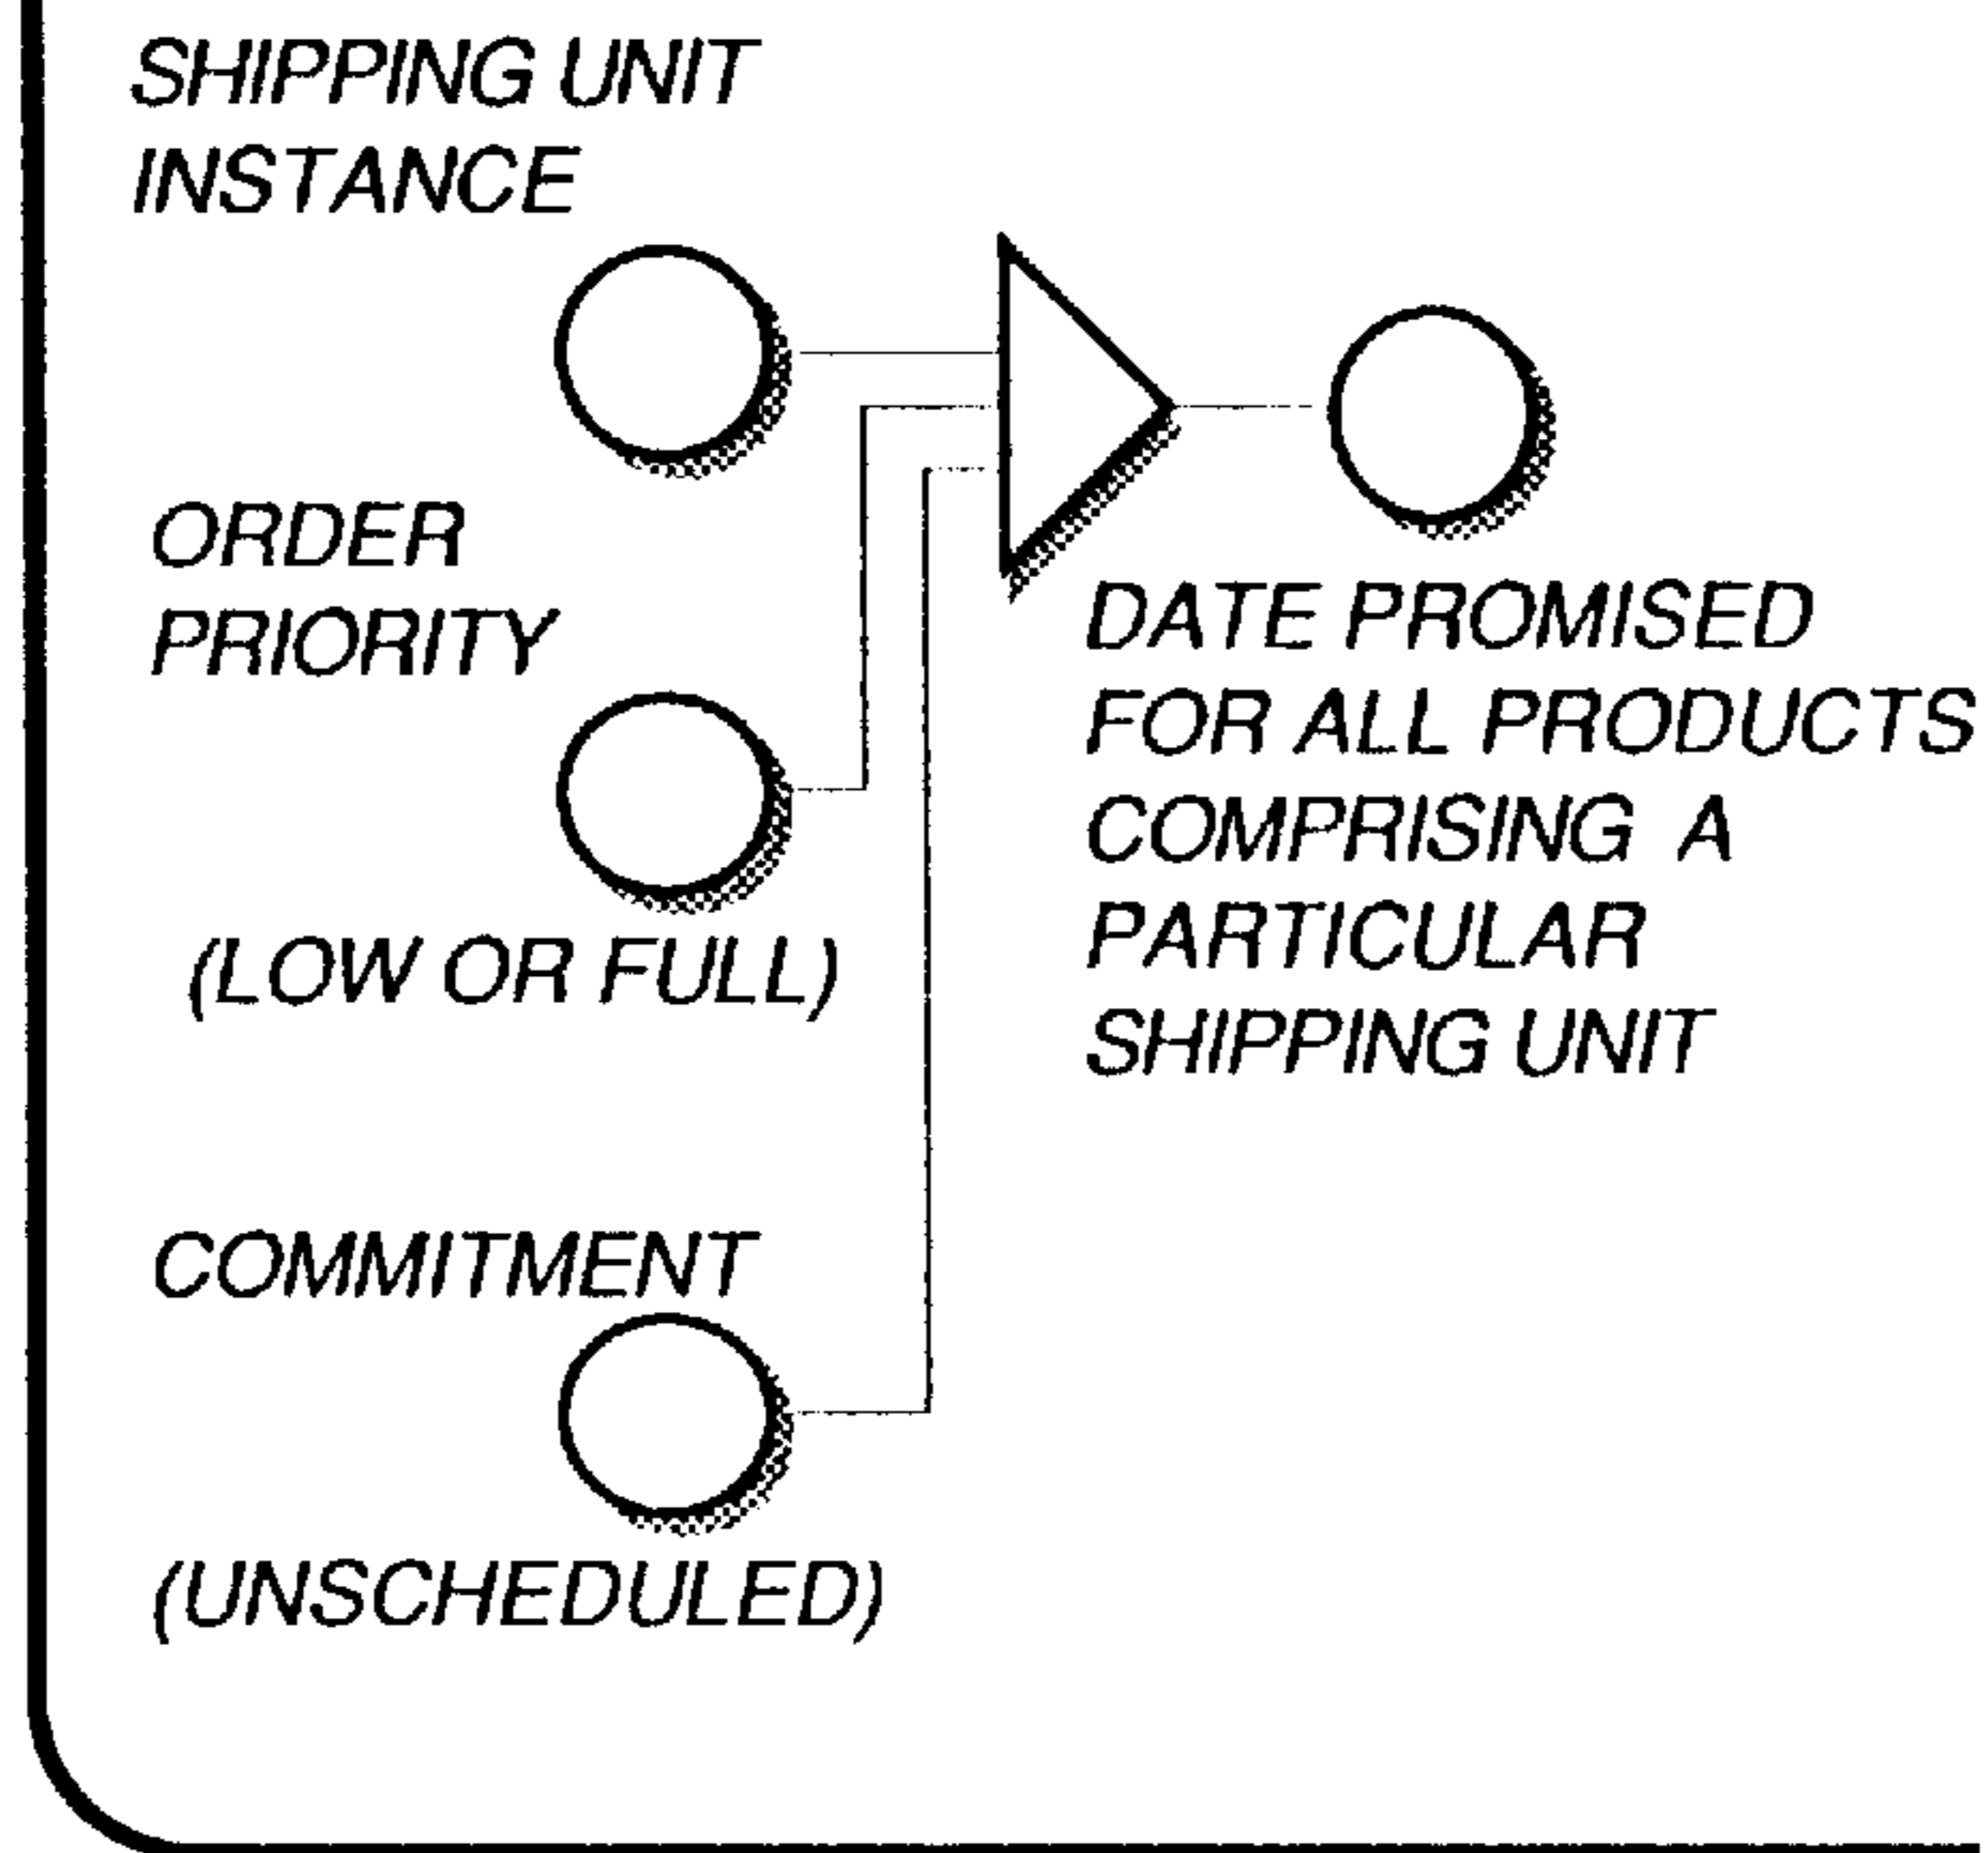 SHIPPING UNIT
INSTANCE
ORDER
PRIORITY
(LOW OR FULL)
COMMITMENT
(UNSCHEDULED)
DATE PROMISED
FOR ALL PRODUCTS
COMPRISING A
PARTICULAR
SHIPPING UNIT